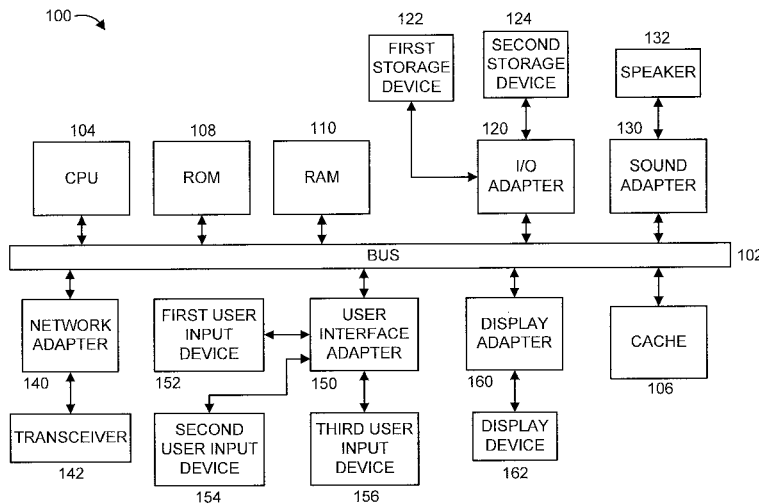 100
122
FIRST
STORAGE
DEVICE
124
SECOND
STORAGE
DEVICE
132
SPEAKER
104
CPU
108
ROM
110
RAM
120
I/O
ADAPTER
130
SOUND
ADAPTER
BUS
102
NETWORK
ADAPTER
140
FIRST USER
INPUT
DEVICE
152
USER
INTERFACE
ADAPTER
150
DISPLAY
ADAPTER
160
CACHE
106
TRANSCEIVER
142
SECOND
USER INPUT
DEVICE
154
THIRD USER
INPUT
DEVICE
156
DISPLAY
DEVICE
162